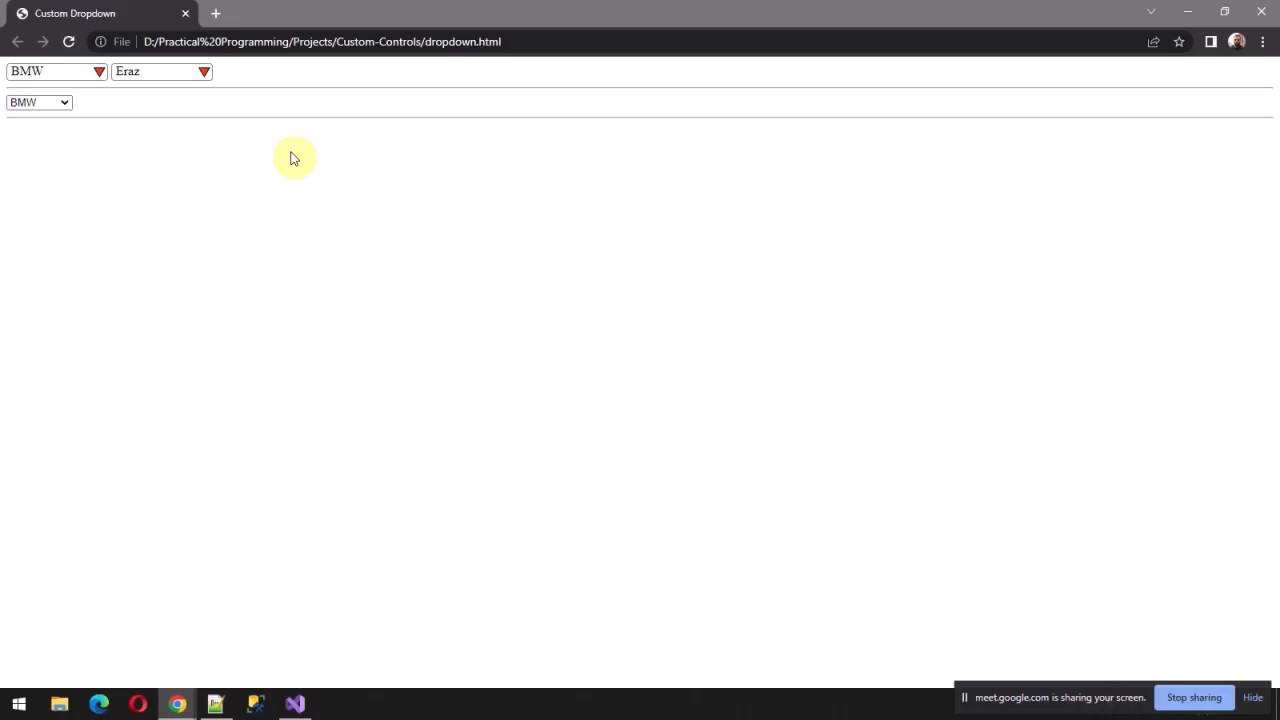 Custom Dropdown
File
D:/Practical%20Programming/Projects/Custom-Controls/dropdown.html
BMW Eraz
BMW
meet.google.com is sharing your screen. Stop sharing Hide